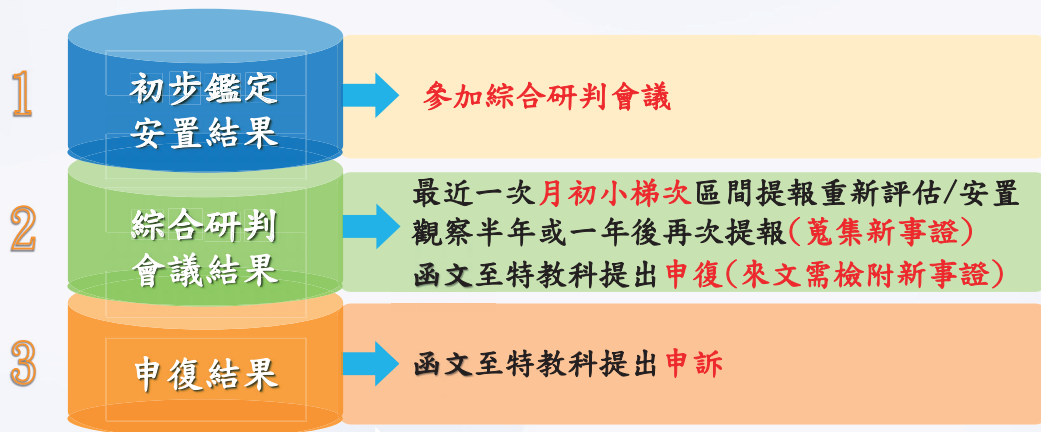 1
初步鑑定
安置結果
參加綜合研判會議
2
綜合研判
會議結果
最近一次月初小梯次區間提報重新評估/安置
觀察半年或一年後再次提報(蒐集新事證)
函文至特教科提出申復(來文需檢附新事證)
3
申復結果
函文至特教科提出申訴